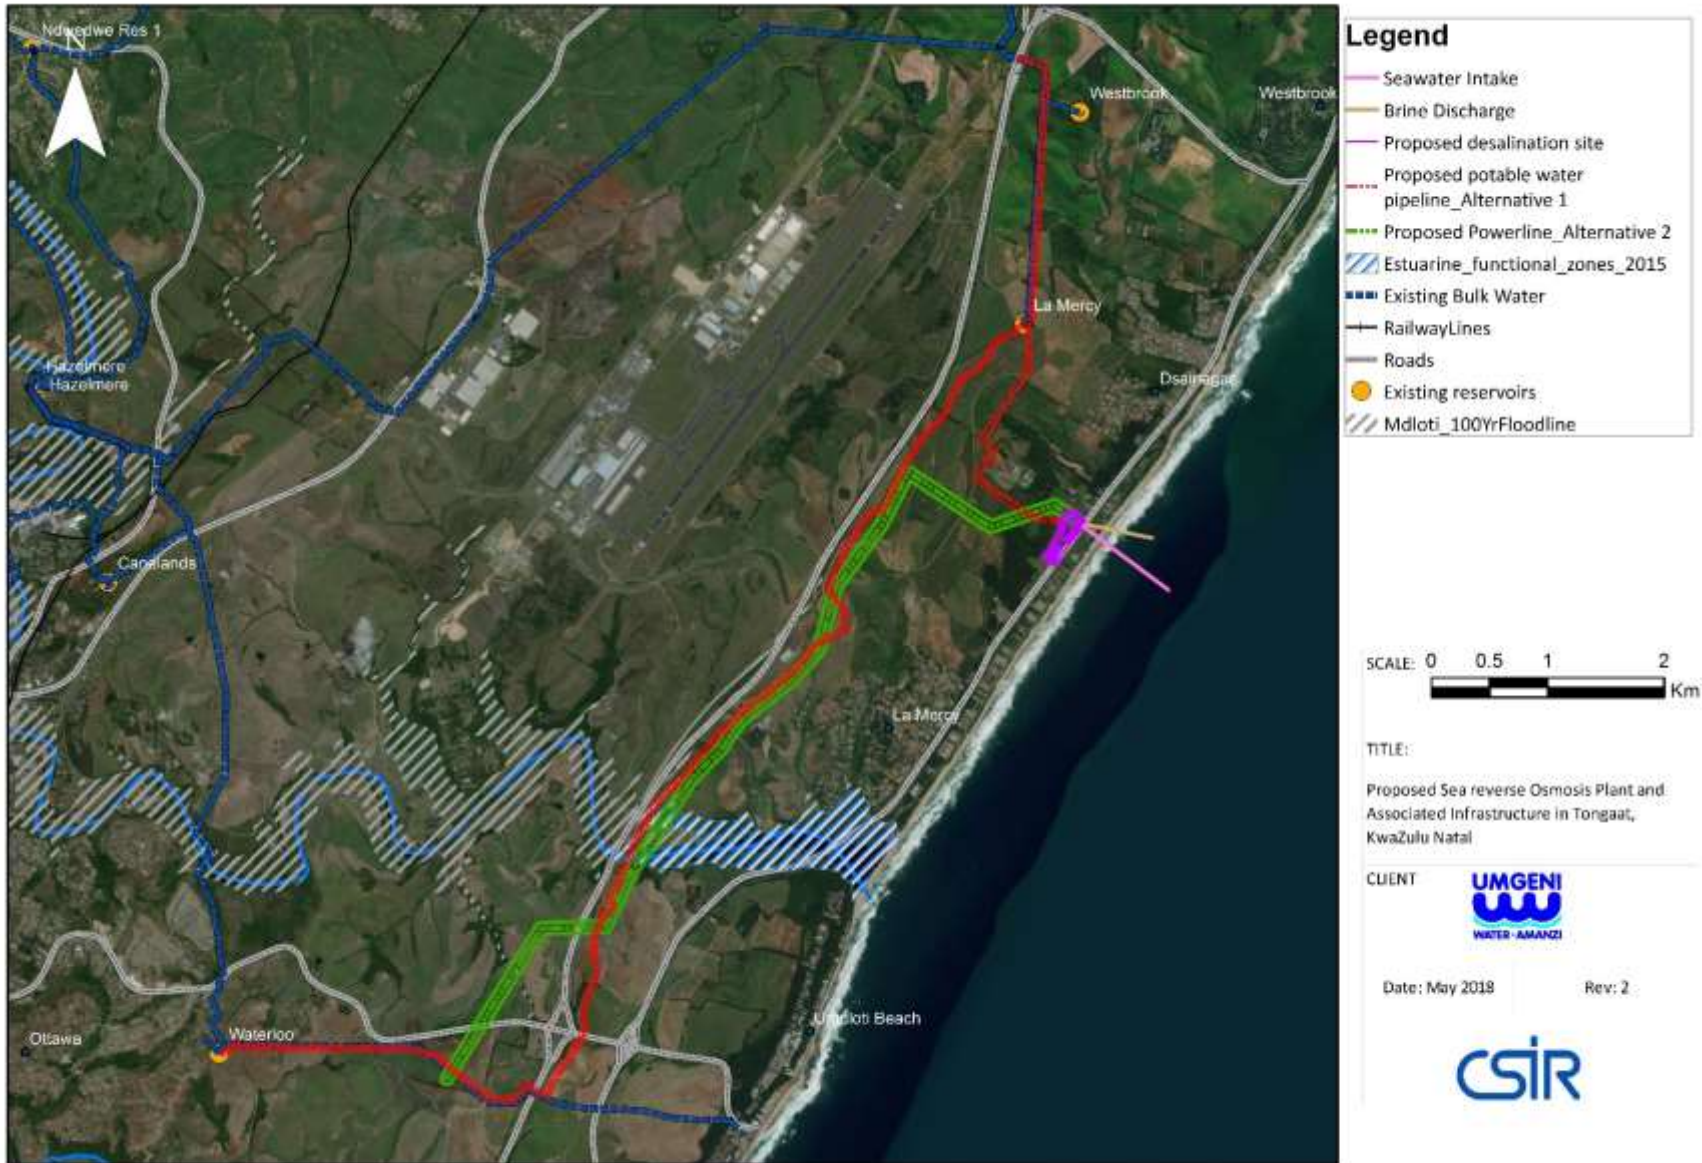 Ndwedwe Res 1
N
Westbrook
Westbrook
La Mercy
Hazelmere
Hazelmere
Dsainagar
Canelands
La Mercy
Umdloti Beach
Ottawa
Waterloo
Legend
Seawater Intake
Brine Discharge
Proposed desalination site
Proposed potable water
pipeline_Alternative 1
Proposed Powerline_Alternative 2
Estuarine_functional_zones_2015
Existing Bulk Water
RailwayLines
Roads
Existing reservoirs
Mdloti_100YrFloodline
SCALE: 0 0.5 1 2
Km
TITLE:
Proposed Sea reverse Osmosis Plant and
Associated Infrastructure in Tongaat,
KwaZulu Natal
CLIENT
UMGENI
WATER · AMANZI
Date: May 2018 Rev: 2
CSIR